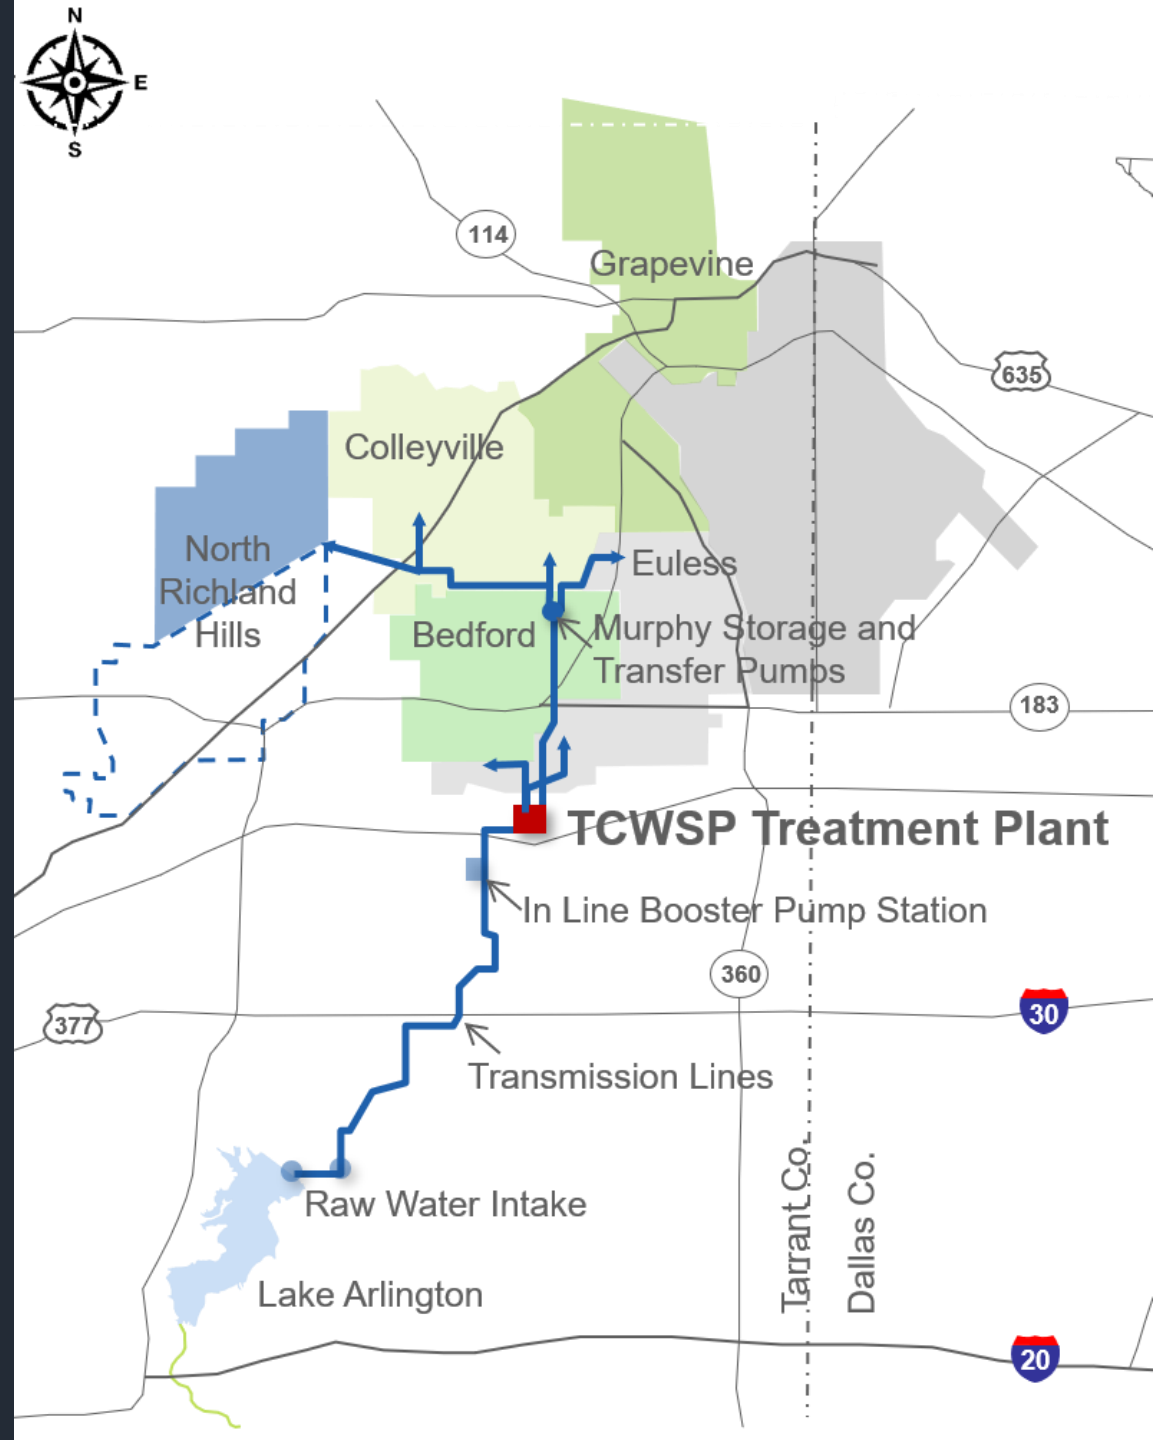 N
E
S
114
Grapevine
635
Colleyville
North
Richland
Hills
Euless
Bedford
Murphy Storage and
Transfer Pumps
183
TCWSP Treatment Plant
In Line Booster Pump Station
360
30
377
Transmission Lines
Tarrant Co.
Dallas Co.
Raw Water Intake
Lake Arlington
20